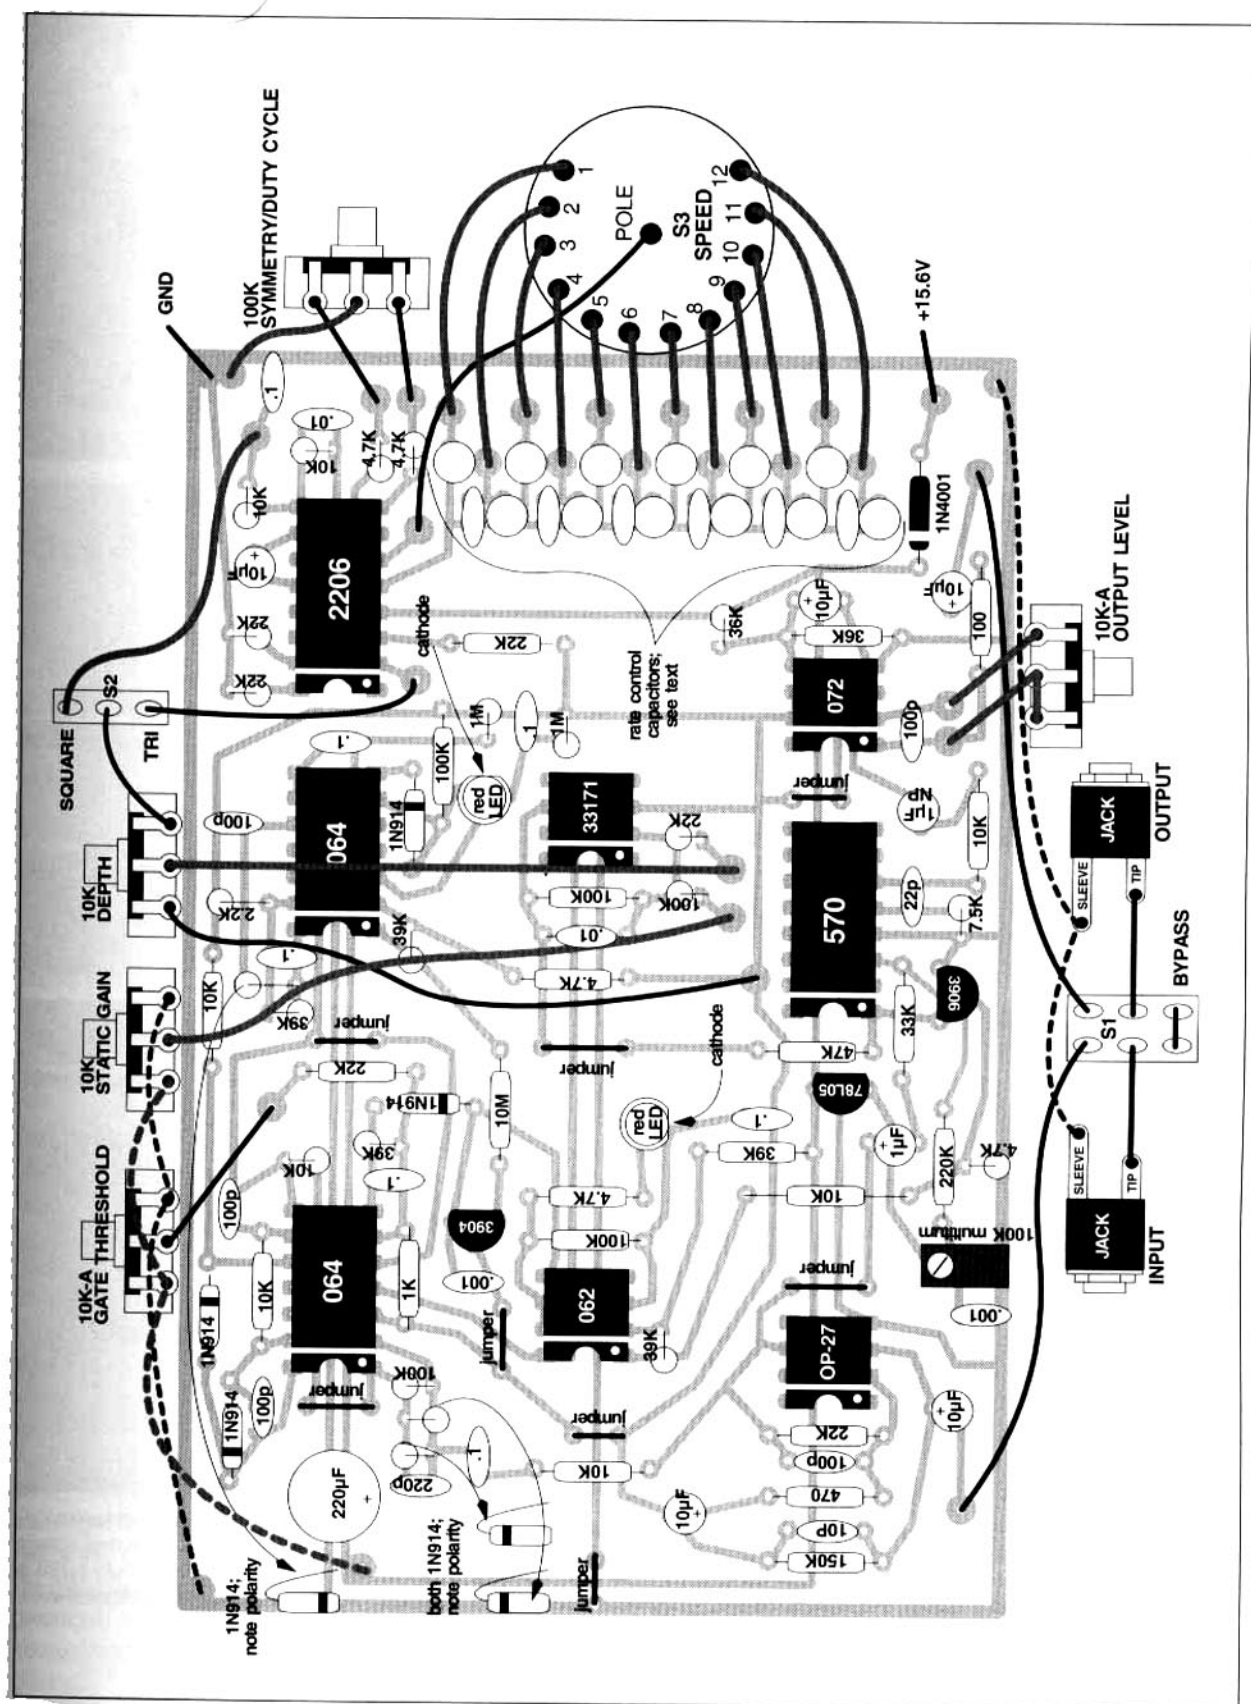 SQUARE
S2
TRI
10K
DEPTH
10K
STATIC GAIN
10K-A
GATE THRESHOLD
GND
100K
SYMMETRY/DUTY CYCLE
POLE
S3
SPEED
1
2
3
4
5
6
7
8
9
10
11
12
+15.6V
.1
.01
10K
4.7K
4.7K
10K
10µF
+
22K
22K
2206
cathode
22K
1M
.1
1M
rate control
capacitors;
see text
36K
10µF
+
36K
1N4001
10µF
+
100
10K-A
OUTPUT LEVEL
100p
.1
064
1N914
100K
red
LED
33171
22K
100K
.01
100K
072
100p
jumper
1µF
NP
10K
2.2K
39K
.1
10K
39K
jumper
4.7K
jumper
570
22p
7.5K
3906
33K
47K
cathode
78L05
JACK
OUTPUT
SLEEVE
TIP
S1
BYPASS
22K
1N914
10M
39K
10K
.1
red
LED
.1
39K
1µF
220K
4.7K
10K
100K multiturn
.001
SLEEVE
TIP
JACK
INPUT
100p
10K
064
1K
3904
.001
4.7K
100K
062
39K
jumper
jumper
OP-27
1N914
1N914
100p
jumper
100K
220µF
+
220p
.1
jumper
10K
10µF
+
22K
100p
470
10P
150K
10µF
+
1N914;
note polarity
both 1N914;
note polarity
jumper